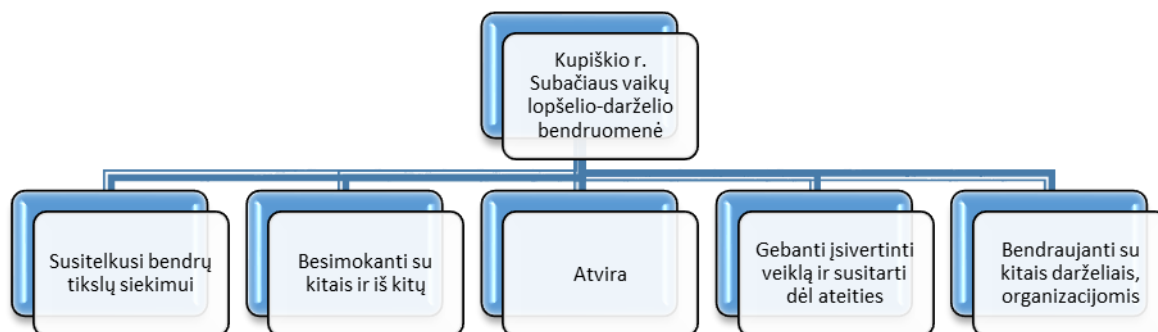 Kupiškio r.
Subačiaus vaikų
lopšelio-darželio
bendruomenė
Susitelkusi bendrų
tikslų siekimui
Besimokanti su
kitais ir iš kitų
Atvira
Gebanti įsivertinti
veiklą ir susitarti
dėl ateities
Bendraujanti su
kitais darželiais,
organizacijomis